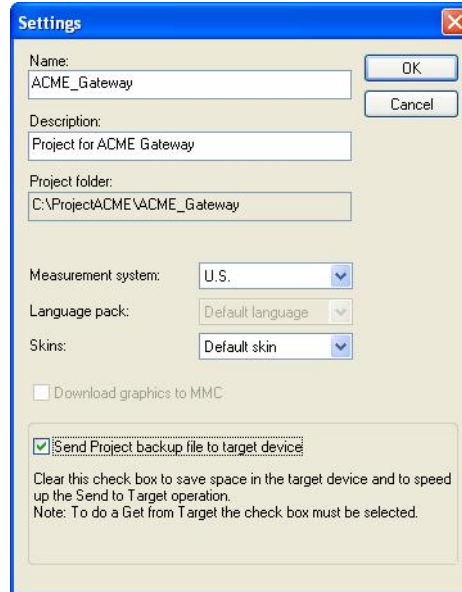 Settings
Name:
OK
ACME_Gateway
Cancel
Description:
Project for ACME Gateway
Project folder:
C:\ProjectACME\ACME_Gateway
Measurement system: U.S.
Language pack: Default language
Skins: Default skin
Download graphics to MMC
Send Project backup file to target device
Clear this check box to save space in the target device and to speed
up the Send to Target operation.
Note: To do a Get from Target the check box must be selected.